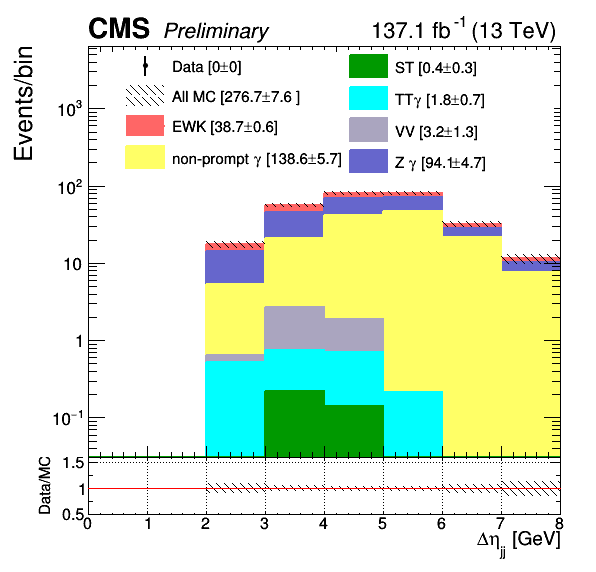 CMS Preliminary 137.1 fb⁻¹ (13 TeV)
Events/bin
Data [0±0]
All MC [276.7±7.6 ]
EWK [38.7±0.6]
non-prompt γ [138.6±5.7]
ST [0.4±0.3]
TTγ [1.8±0.7]
VV [3.2±1.3]
Z γ [94.1±4.7]
10³
10²
10
1
10⁻¹
Data/MC
1.5
1
0.5
0 1 2 3 4 5 6 7 8
Δη_jj [GeV]